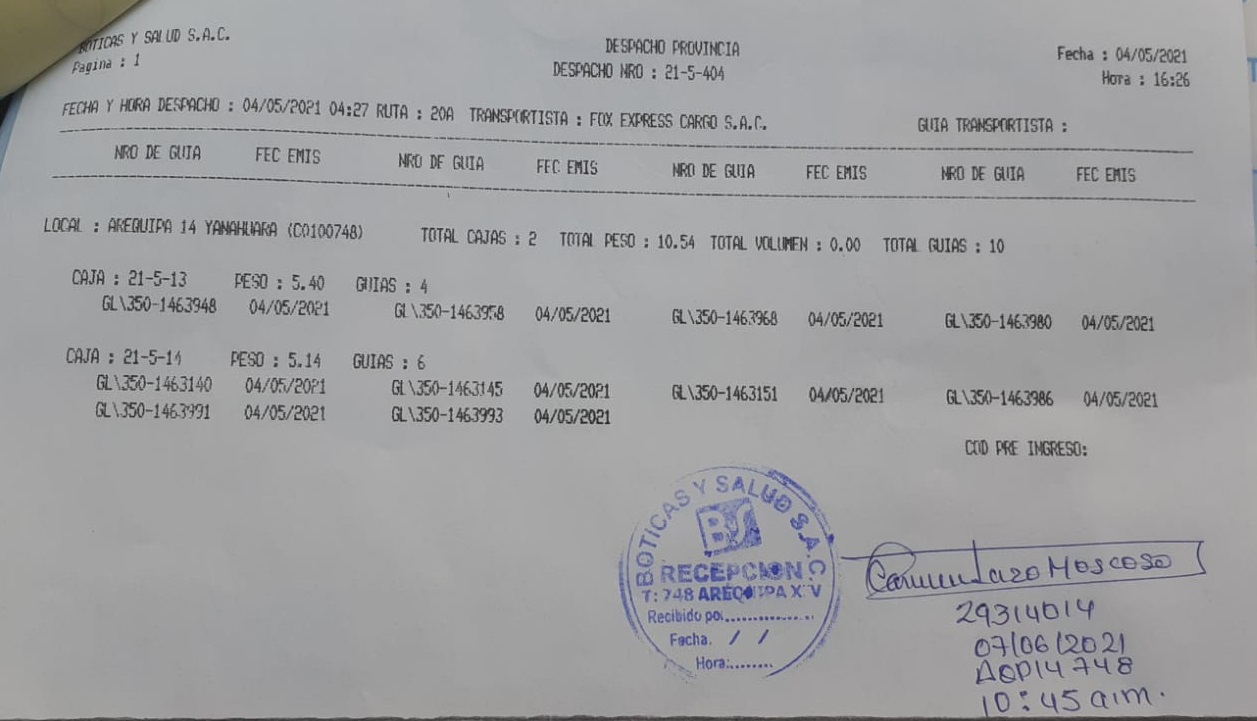 BOTICAS Y SALUD S.A.C.
Pagina : 1
DESPACHO PROVINCIA
DESPACHO NRO : 21-5-404
Fecha : 04/05/2021
Hora : 16:26
FECHA Y HORA DESPACHO : 04/05/2021 04:27 RUTA : 20A TRANSPORTISTA : FOX EXPRESS CARGO S.A.C. GUIA TRANSPORTISTA :
NRO DE GUIA FEC EMIS NRO DE GUIA FEC EMIS NRO DE GUIA FEC EMIS NRO DE GUIA FEC EMIS
LOCAL : AREQUIPA 14 YANAHUARA (C0100748) TOTAL CAJAS : 2 TOTAL PESO : 10.54 TOTAL VOLUMEN : 0.00 TOTAL GUIAS : 10
CAJA : 21-5-13 PESO : 5.40 GUIAS : 4
GL\350-1463948 04/05/2021 GL\350-1463958 04/05/2021 GL\350-1463968 04/05/2021 GL\350-1463980 04/05/2021
CAJA : 21-5-14 PESO : 5.14 GUIAS : 6
GL\350-1463140 04/05/2021 GL\350-1463145 04/05/2021 GL\350-1463151 04/05/2021 GL\350-1463986 04/05/2021
GL\350-1463991 04/05/2021 GL\350-1463993 04/05/2021
COD PRE INGRESO:
BOTICAS Y SALUD S.A.C.
BS
RECEPCION
T: 748 AREQUIPA XIV
Recibido por:..............
Fecha. / /
Hora:........
Carmen Lazo Moscoso
29314014
07/06/2021
AQP14 748
10:45 a.m.